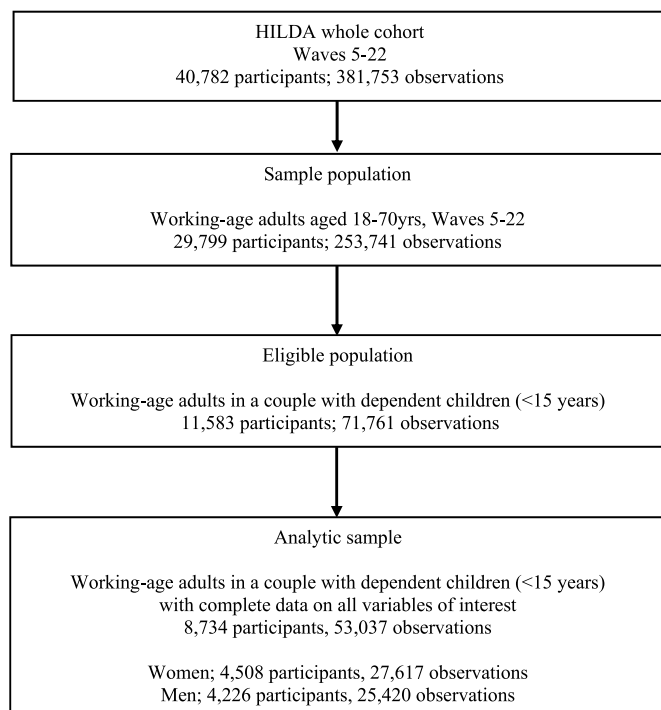 HILDA whole cohort
Waves 5-22
40,782 participants; 381,753 observations
Sample population
Working-age adults aged 18-70yrs, Waves 5-22
29,799 participants; 253,741 observations
Eligible population
Working-age adults in a couple with dependent children (<15 years)
11,583 participants; 71,761 observations
Analytic sample
Working-age adults in a couple with dependent children (<15 years)
with complete data on all variables of interest
8,734 participants, 53,037 observations
Women; 4,508 participants, 27,617 observations
Men; 4,226 participants, 25,420 observations